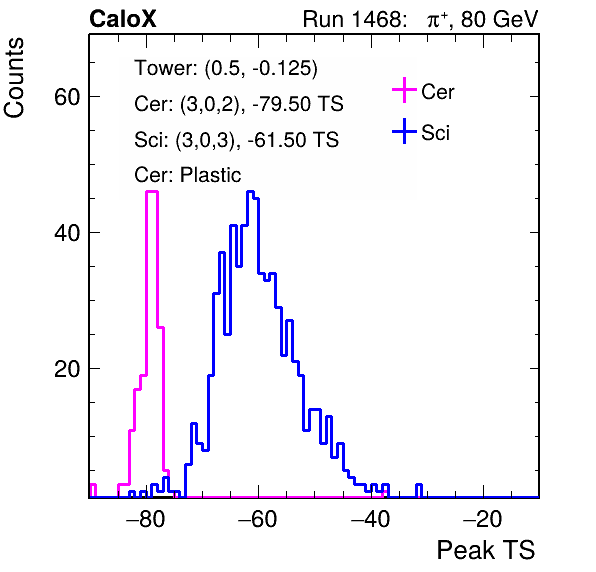 CaloX Run 1468: π⁺, 80 GeV
Counts
Tower: (0.5, -0.125)
Cer: (3,0,2), -79.50 TS
Sci: (3,0,3), -61.50 TS
Cer: Plastic
Cer
Sci
60
40
20
−80 −60 −40 −20
Peak TS